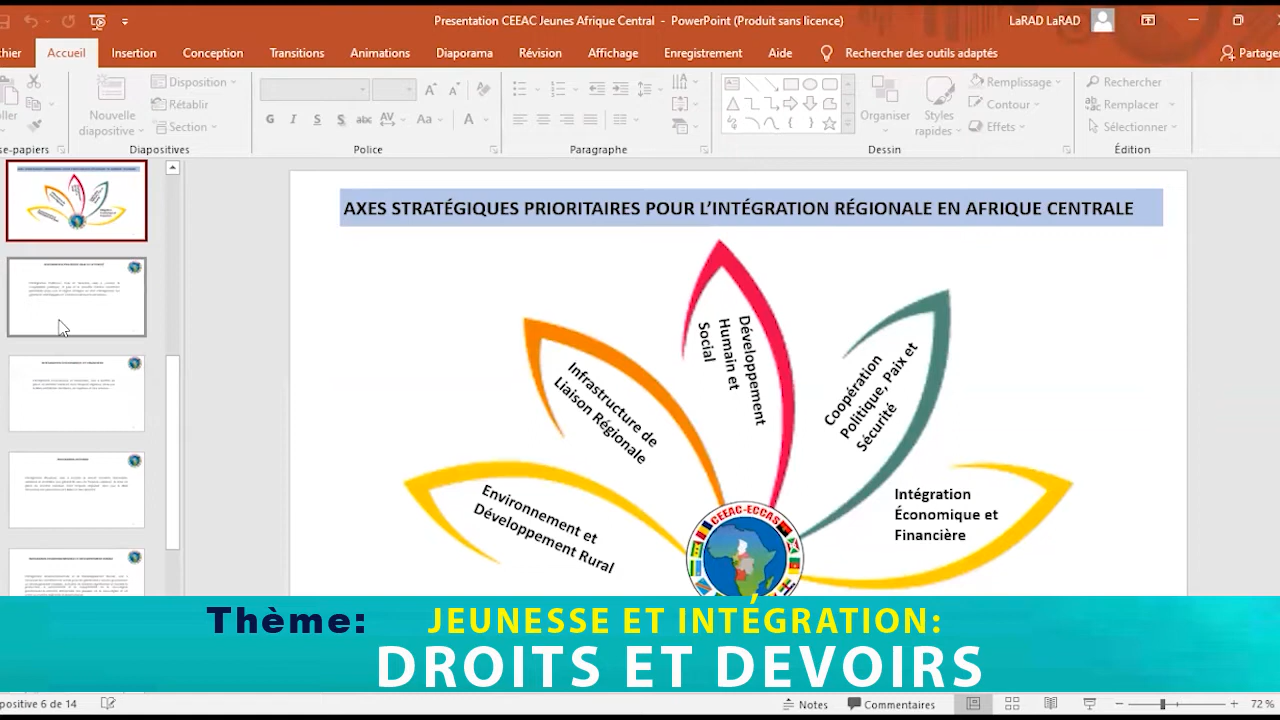 Presentation CEEAC Jeunes Afrique Central - PowerPoint (Produit sans licence)
LaRAD LaRAD
chier
Accueil
Insertion
Conception
Transitions
Animations
Diaporama
Révision
Affichage
Enregistrement
Aide
Rechercher des outils adaptés
Partager
oller
Nouvelle
diapositive
Disposition
Rétablir
Section
Remplissage
Contour
Effets
Organiser
Styles
rapides
Rechercher
Remplacer
Sélectionner
se-papiers
Diapositives
Police
Paragraphe
Dessin
Édition
AXES STRATÉGIQUES PRIORITAIRES POUR L'INTÉGRATION RÉGIONALE EN AFRIQUE CENTRALE
Environnement et
Développement Rural
Infrastructure de
Liaison Régionale
Développement
Humain et
Social
Coopération
Politique, Paix et
Sécurité
Intégration
Économique et
Financière
CEEAC-ECCAS
Thème:
JEUNESSE ET INTÉGRATION:
DROITS ET DEVOIRS
positive 6 de 14
Notes
Commentaires
72 %